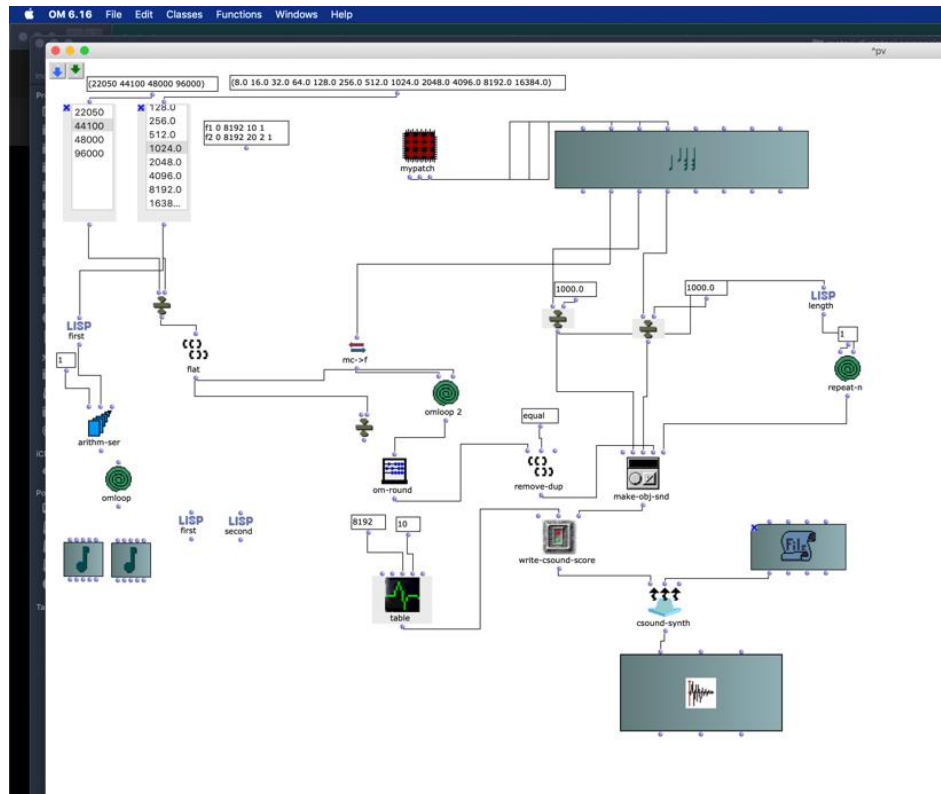 OM 6.16 File Edit Classes Functions Windows Help
^pv
(22050 44100 48000 96000)
(8.0 16.0 32.0 64.0 128.0 256.0 512.0 1024.0 2048.0 4096.0 8192.0 16384.0)
22050
44100
48000
96000
128.0
256.0
512.0
1024.0
2048.0
4096.0
8192.0
1638...
f1 0 8192 10 1
f2 0 8192 20 2 1
mypatch
1000.0
1000.0
LISP
length
1
repeat-n
LISP
first
flat
mc->f
omloop 2
1
arithm-ser
equal
om-round
remove-dup
make-obj-snd
omloop
LISP
first
LISP
second
8192
10
write-csound-score
File
table
csound-synth